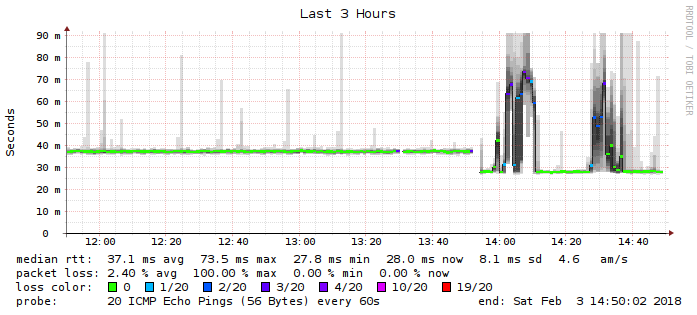 Last 3 Hours
RRDTOOL / TOBI OETIKER
Seconds
90 m
80 m
70 m
60 m
50 m
40 m
30 m
20 m
10 m
0
12:00 12:20 12:40 13:00 13:20 13:40 14:00 14:20 14:40
median rtt: 37.1 ms avg 73.5 ms max 27.8 ms min 28.0 ms now 8.1 ms sd 4.6 am/s
packet loss: 2.40 % avg 100.00 % max 0.00 % min 0.00 % now
loss color: 0 1/20 2/20 3/20 4/20 10/20 19/20
probe: 20 ICMP Echo Pings (56 Bytes) every 60s end: Sat Feb 3 14:50:02 2018